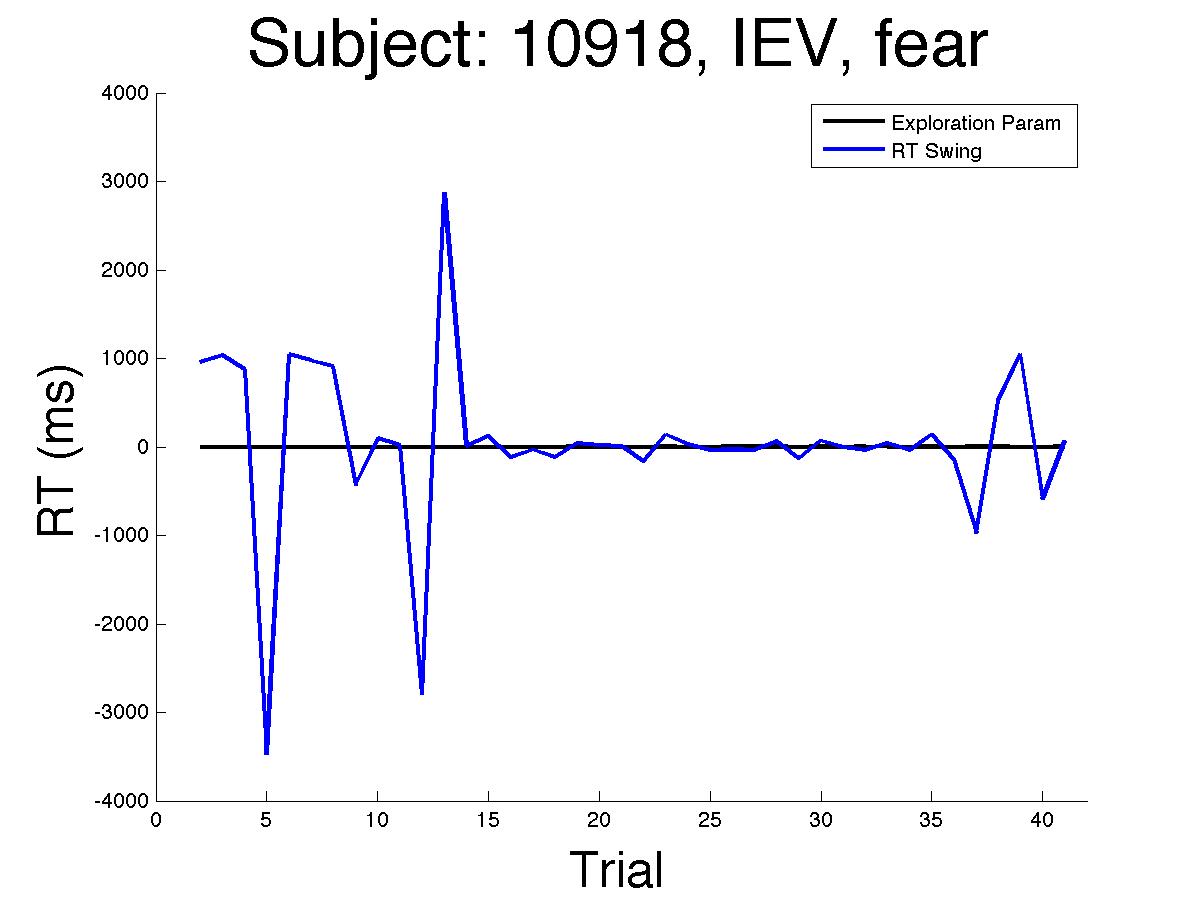 Subject: 10918, IEV, fear
4000
3000
2000
1000
0
-1000
-2000
-3000
-4000
RT (ms)
Exploration Param
RT Swing
0 5 10 15 20 25 30 35 40
Trial